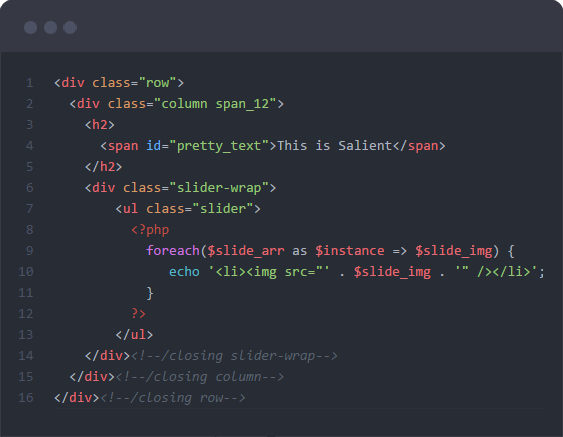 1 <div class="row">
2 <div class="column span_12">
3 <h2>
4 <span id="pretty_text">This is Salient</span>
5 </h2>
6 <div class="slider-wrap">
7 <ul class="slider">
8 <?php
9 foreach($slide_arr as $instance => $slide_img) {
10 echo '<li><img src="' . $slide_img . '" /></li>';
11 }
12 ?>
13 </ul>
14 </div><!--/closing slider-wrap-->
15 </div><!--/closing column-->
16 </div><!--/closing row-->